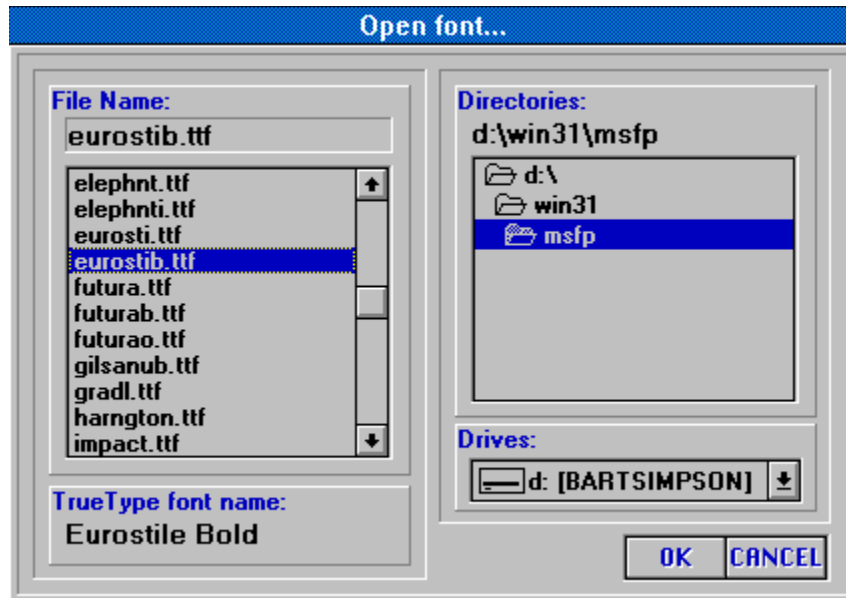 Open font...
File Name:
eurostib.ttf
elephnt.ttf
elephnti.ttf
eurosti.ttf
eurostib.ttf
futura.ttf
futurab.ttf
futurao.ttf
gilsanub.ttf
gradl.ttf
harngton.ttf
impact.ttf
TrueType font name:
Eurostile Bold
Directories:
d:\win31\msfp
d:\
win31
msfp
Drives:
d: [BARTSIMPSON]
OK
CANCEL